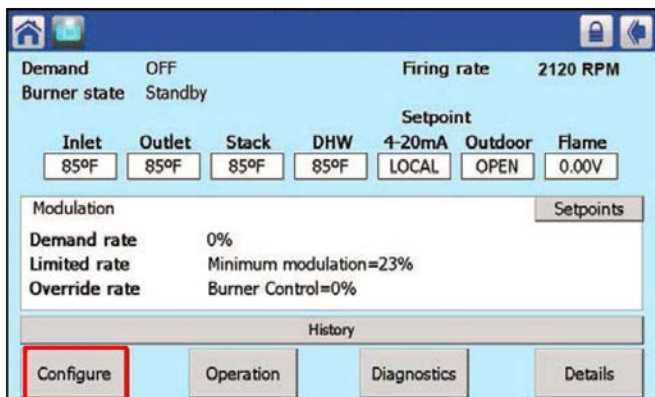 Demand OFF Firing rate 2120 RPM
Burner state Standby
Setpoint
Inlet Outlet Stack DHW 4-20mA Outdoor Flame
85ºF 85ºF 85ºF 85ºF LOCAL OPEN 0.00V
Modulation Setpoints
Demand rate 0%
Limited rate Minimum modulation=23%
Override rate Burner Control=0%
History
Configure Operation Diagnostics Details